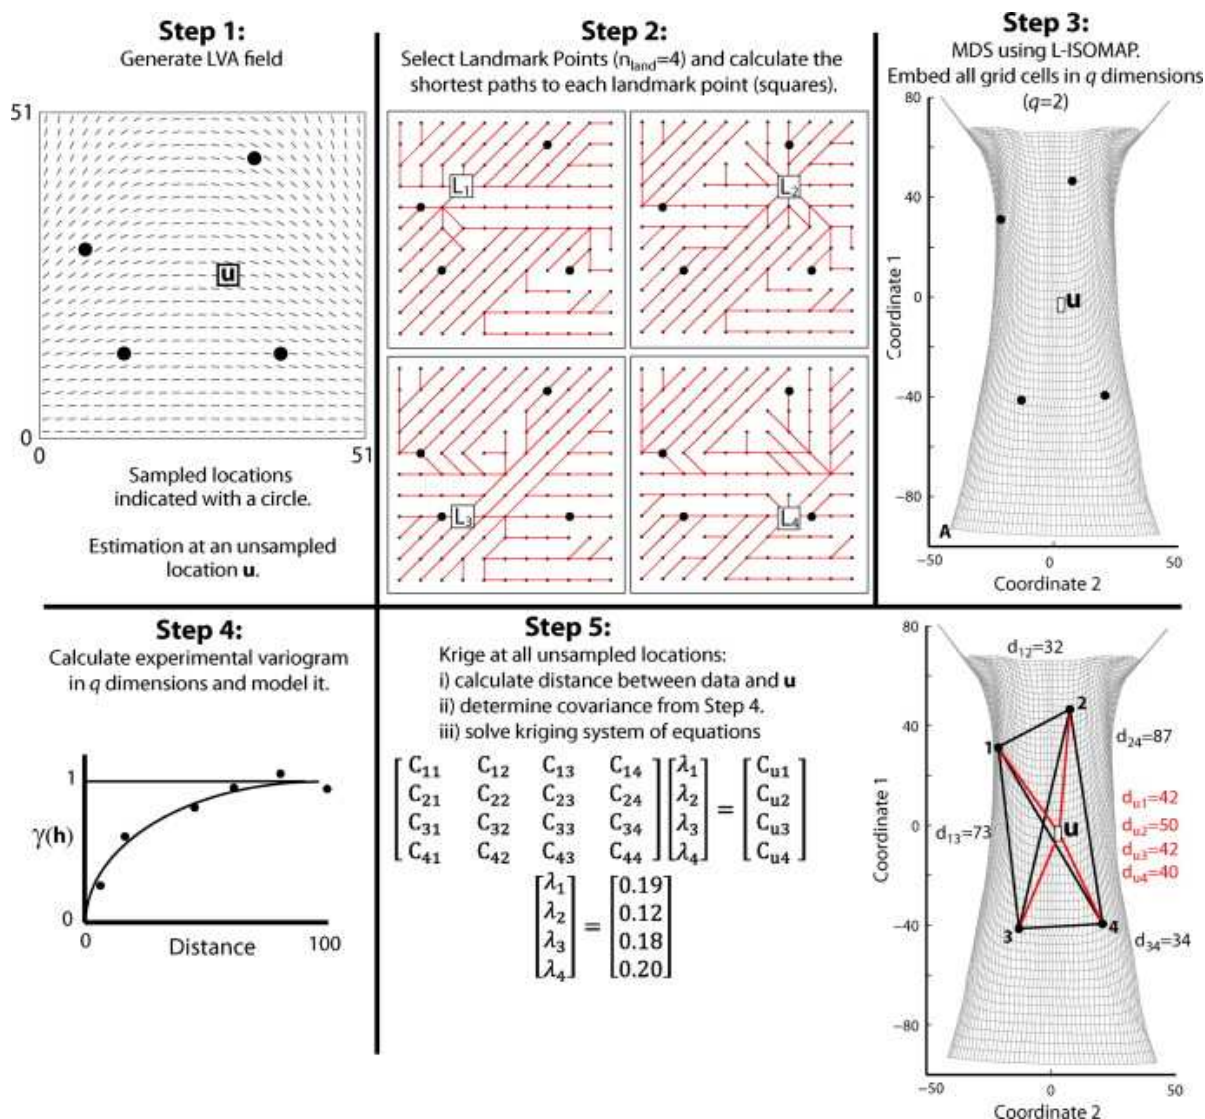 Step 1:
Generate LVA field
51
0
0
51
u
Sampled locations
indicated with a circle.
Estimation at an unsampled
location u.
Step 2:
Select Landmark Points (n_land=4) and calculate the
shortest paths to each landmark point (squares).
L1
L2
L3
L4
Step 3:
MDS using L-ISOMAP.
Embed all grid cells in q dimensions
(q=2)
80
40
0
−40
−80
Coordinate 1
u
A
−50
0
50
Coordinate 2
Step 4:
Calculate experimental variogram
in q dimensions and model it.
1
γ(h)
0
0
100
Distance
Step 5:
Krige at all unsampled locations:
i) calculate distance between data and u
ii) determine covariance from Step 4.
iii) solve kriging system of equations
C11 C12 C13 C14 λ1 Cu1
C21 C22 C23 C24 λ2 = Cu2
C31 C32 C33 C34 λ3 Cu3
C41 C42 C43 C44 λ4 Cu4
λ1 0.19
λ2 = 0.12
λ3 0.18
λ4 0.20
80
40
0
−40
−80
Coordinate 1
d12=32
2
1
d24=87
du1=42
du2=50
du3=42
du4=40
d13=73
u
3
4
d34=34
−50
0
50
Coordinate 2